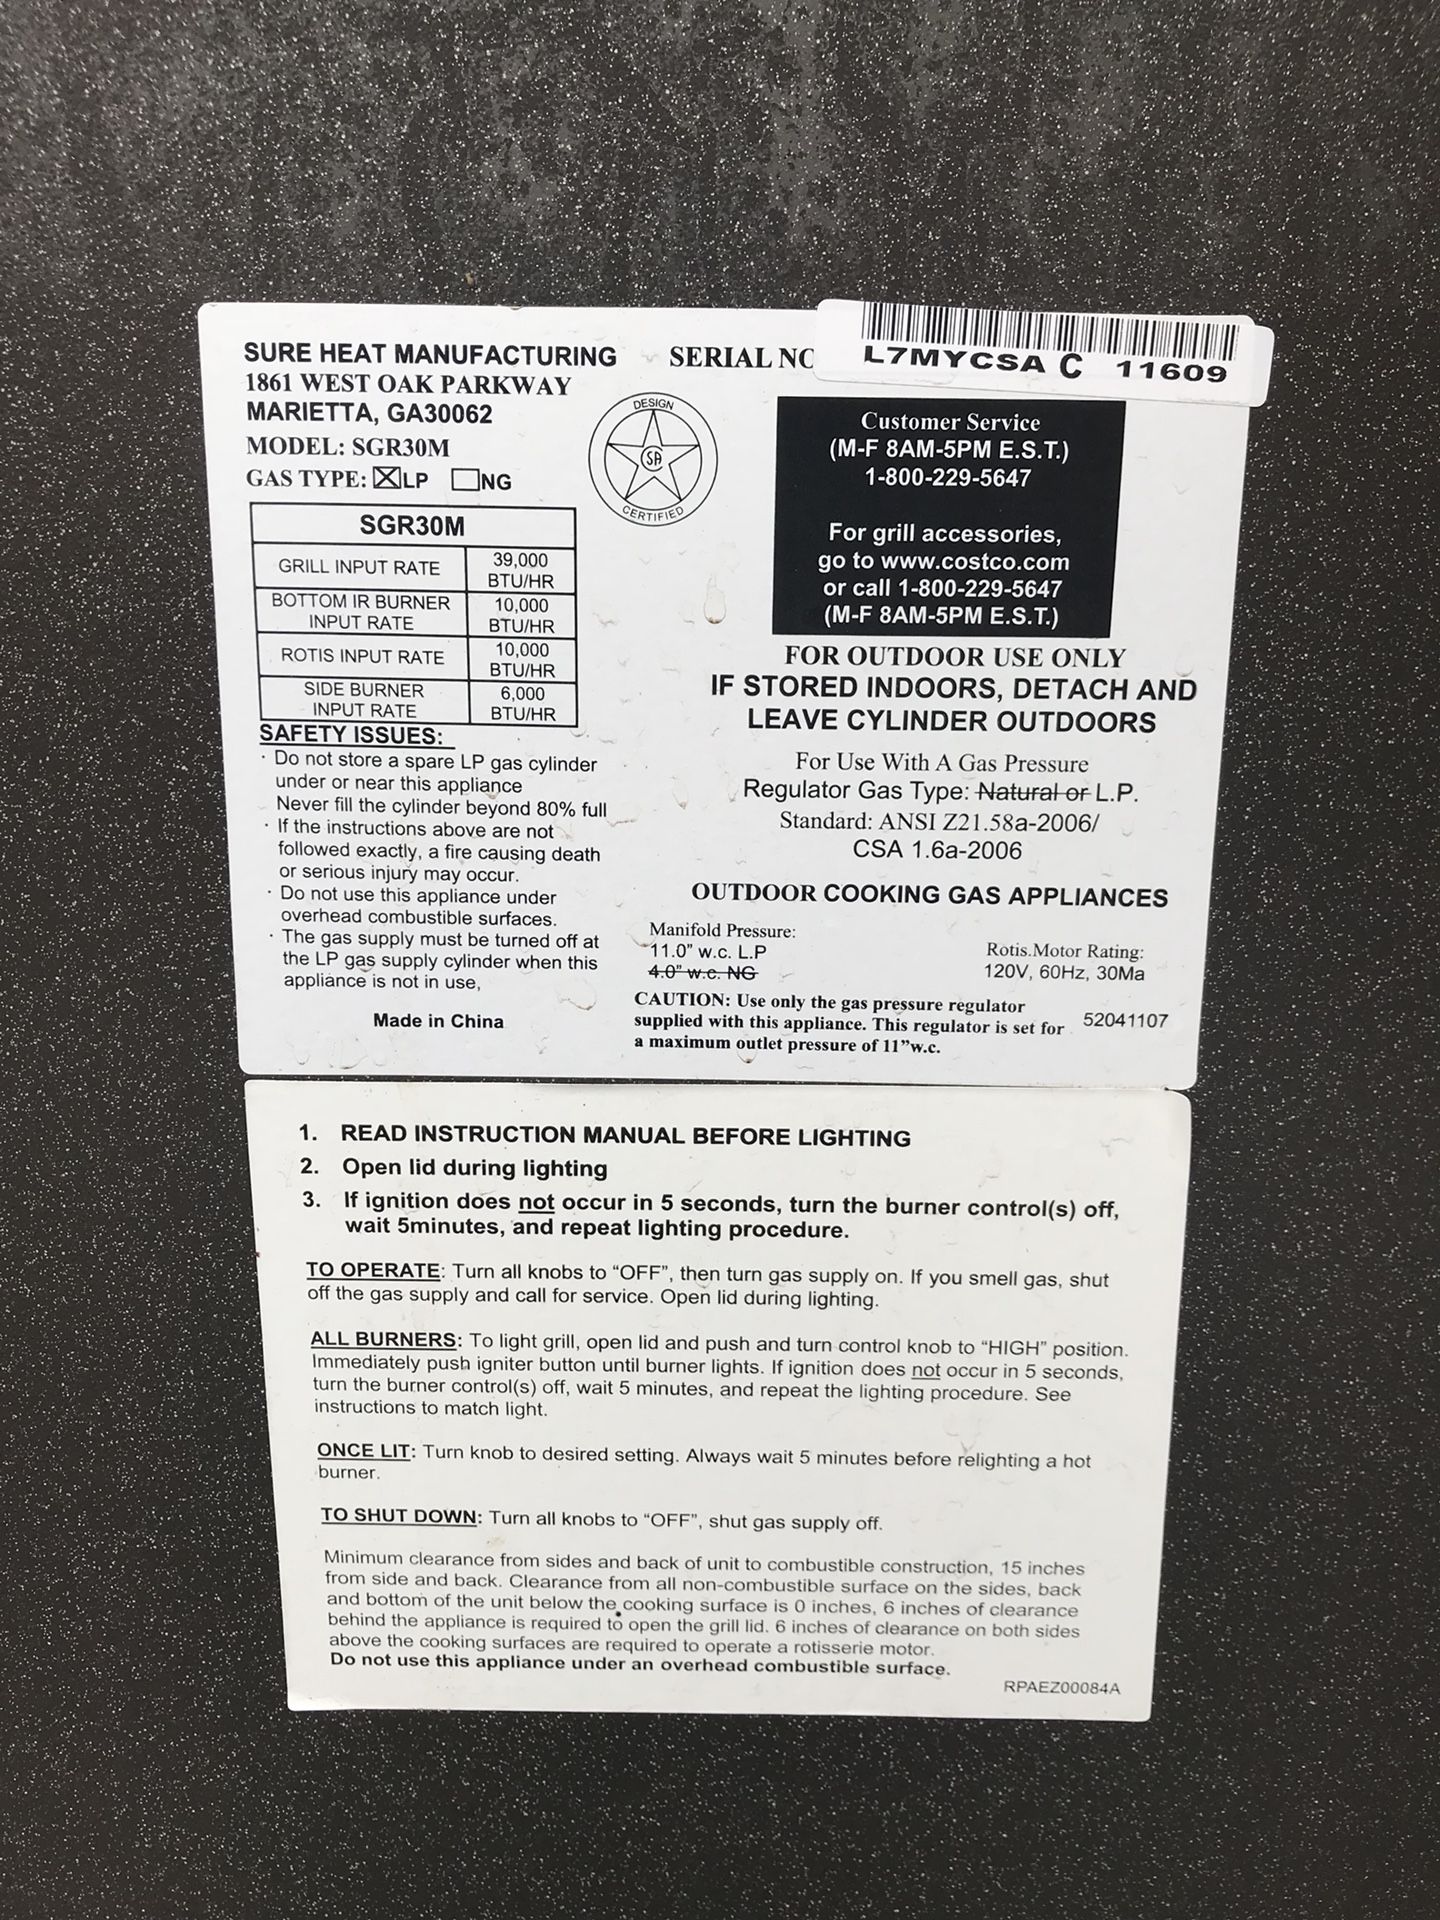 SURE HEAT MANUFACTURING
SERIAL NO
L7MYCSA C 11609
1861 WEST OAK PARKWAY
MARIETTA, GA30062
MODEL: SGR30M
GAS TYPE: ☒LP ☐NG
DESIGN
SA
CERTIFIED
Customer Service
(M-F 8AM-5PM E.S.T.)
1-800-229-5647
For grill accessories,
go to www.costco.com
or call 1-800-229-5647
(M-F 8AM-5PM E.S.T.)
SGR30M
GRILL INPUT RATE 39,000 BTU/HR
BOTTOM IR BURNER INPUT RATE 10,000 BTU/HR
ROTIS INPUT RATE 10,000 BTU/HR
SIDE BURNER INPUT RATE 6,000 BTU/HR
SAFETY ISSUES:
· Do not store a spare LP gas cylinder
under or near this appliance
Never fill the cylinder beyond 80% full
· If the instructions above are not
followed exactly, a fire causing death
or serious injury may occur.
· Do not use this appliance under
overhead combustible surfaces.
· The gas supply must be turned off at
the LP gas supply cylinder when this
appliance is not in use,
Made in China
FOR OUTDOOR USE ONLY
IF STORED INDOORS, DETACH AND
LEAVE CYLINDER OUTDOORS
For Use With A Gas Pressure
Regulator Gas Type: Natural or L.P.
Standard: ANSI Z21.58a-2006/
CSA 1.6a-2006
OUTDOOR COOKING GAS APPLIANCES
Manifold Pressure:
11.0" w.c. L.P
4.0" w.c. NG
Rotis.Motor Rating:
120V, 60Hz, 30Ma
CAUTION: Use only the gas pressure regulator
supplied with this appliance. This regulator is set for
a maximum outlet pressure of 11”w.c.
52041107
1. READ INSTRUCTION MANUAL BEFORE LIGHTING
2. Open lid during lighting
3. If ignition does not occur in 5 seconds, turn the burner control(s) off,
wait 5minutes, and repeat lighting procedure.
TO OPERATE: Turn all knobs to “OFF”, then turn gas supply on. If you smell gas, shut
off the gas supply and call for service. Open lid during lighting.
ALL BURNERS: To light grill, open lid and push and turn control knob to “HIGH” position.
Immediately push igniter button until burner lights. If ignition does not occur in 5 seconds,
turn the burner control(s) off, wait 5 minutes, and repeat the lighting procedure. See
instructions to match light.
ONCE LIT: Turn knob to desired setting. Always wait 5 minutes before relighting a hot
burner.
TO SHUT DOWN: Turn all knobs to “OFF”, shut gas supply off.
Minimum clearance from sides and back of unit to combustible construction, 15 inches
from side and back. Clearance from all non-combustible surface on the sides, back
and bottom of the unit below the cooking surface is 0 inches, 6 inches of clearance
behind the appliance is required to open the grill lid. 6 inches of clearance on both sides
above the cooking surfaces are required to operate a rotisserie motor.
Do not use this appliance under an overhead combustible surface.
RPAEZ00084A